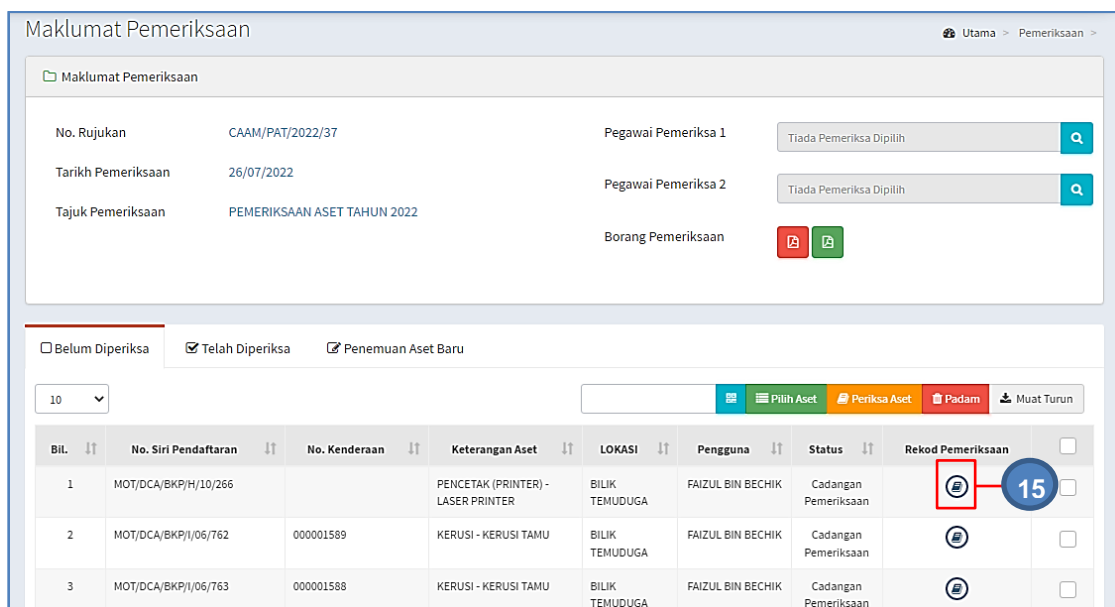 Maklumat Pemeriksaan
Utama > Pemeriksaan >
Maklumat Pemeriksaan
No. Rujukan CAAM/PAT/2022/37 Pegawai Pemeriksa 1 Tiada Pemeriksa Dipilih
Tarikh Pemeriksaan 26/07/2022
Pegawai Pemeriksa 2 Tiada Pemeriksa Dipilih
Tajuk Pemeriksaan PEMERIKSAAN ASET TAHUN 2022
Borang Pemeriksaan
Belum Diperiksa Telah Diperiksa Penemuan Aset Baru
10 Pilih Aset Periksa Aset Padam Muat Turun
Bil. No. Siri Pendaftaran No. Kenderaan Keterangan Aset LOKASI Pengguna Status Rekod Pemeriksaan
1 MOT/DCA/BKP/H/10/266 PENCETAK (PRINTER) - BILIK FAIZUL BIN BECHIK Cadangan
LASER PRINTER TEMUDUGA Pemeriksaan
15
2 MOT/DCA/BKP/I/06/762 000001589 KERUSI - KERUSI TAMU BILIK FAIZUL BIN BECHIK Cadangan
TEMUDUGA Pemeriksaan
3 MOT/DCA/BKP/I/06/763 000001588 KERUSI - KERUSI TAMU BILIK FAIZUL BIN BECHIK Cadangan
TEMUDUGA Pemeriksaan